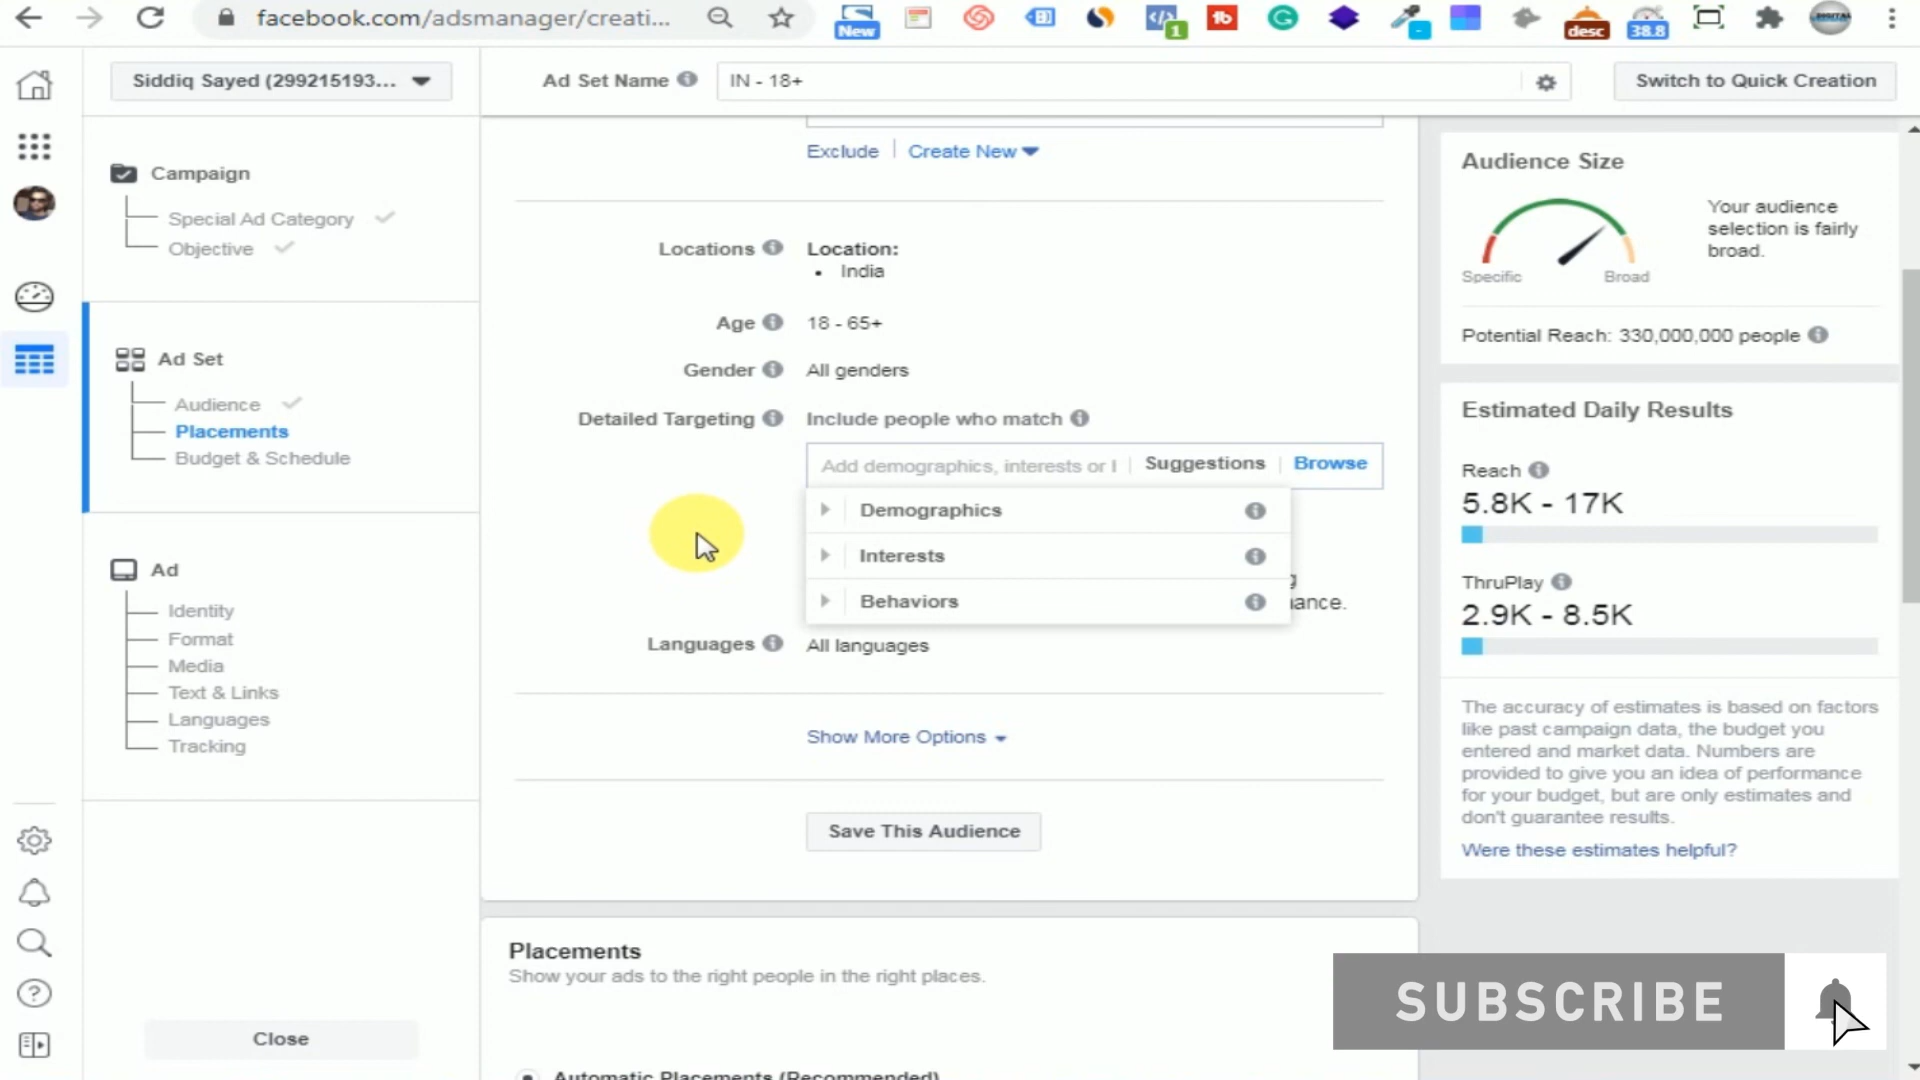 facebook.com/adsmanager/creati...
New
1
desc
38.8
Siddiq Sayed (299215193...
Ad Set Name
IN - 18+
Switch to Quick Creation
Campaign
Special Ad Category
Objective
Ad Set
Audience
Placements
Budget & Schedule
Ad
Identity
Format
Media
Text & Links
Languages
Tracking
Close
Exclude
Create New
Locations
Location:
• India
Age
18 - 65+
Gender
All genders
Detailed Targeting
Include people who match
Add demographics, interests or
Suggestions
Browse
Demographics
Interests
Behaviors
Languages
All languages
Show More Options
Save This Audience
Placements
Show your ads to the right people in the right places.
Automatic Placements (Recommended)
Audience Size
Specific
Broad
Your audience
selection is fairly
broad.
Potential Reach: 330,000,000 people
Estimated Daily Results
Reach
5.8K - 17K
ThruPlay
2.9K - 8.5K
The accuracy of estimates is based on factors
like past campaign data, the budget you
entered and market data. Numbers are
provided to give you an idea of performance
for your budget, but are only estimates and
don't guarantee results.
Were these estimates helpful?
SUBSCRIBE